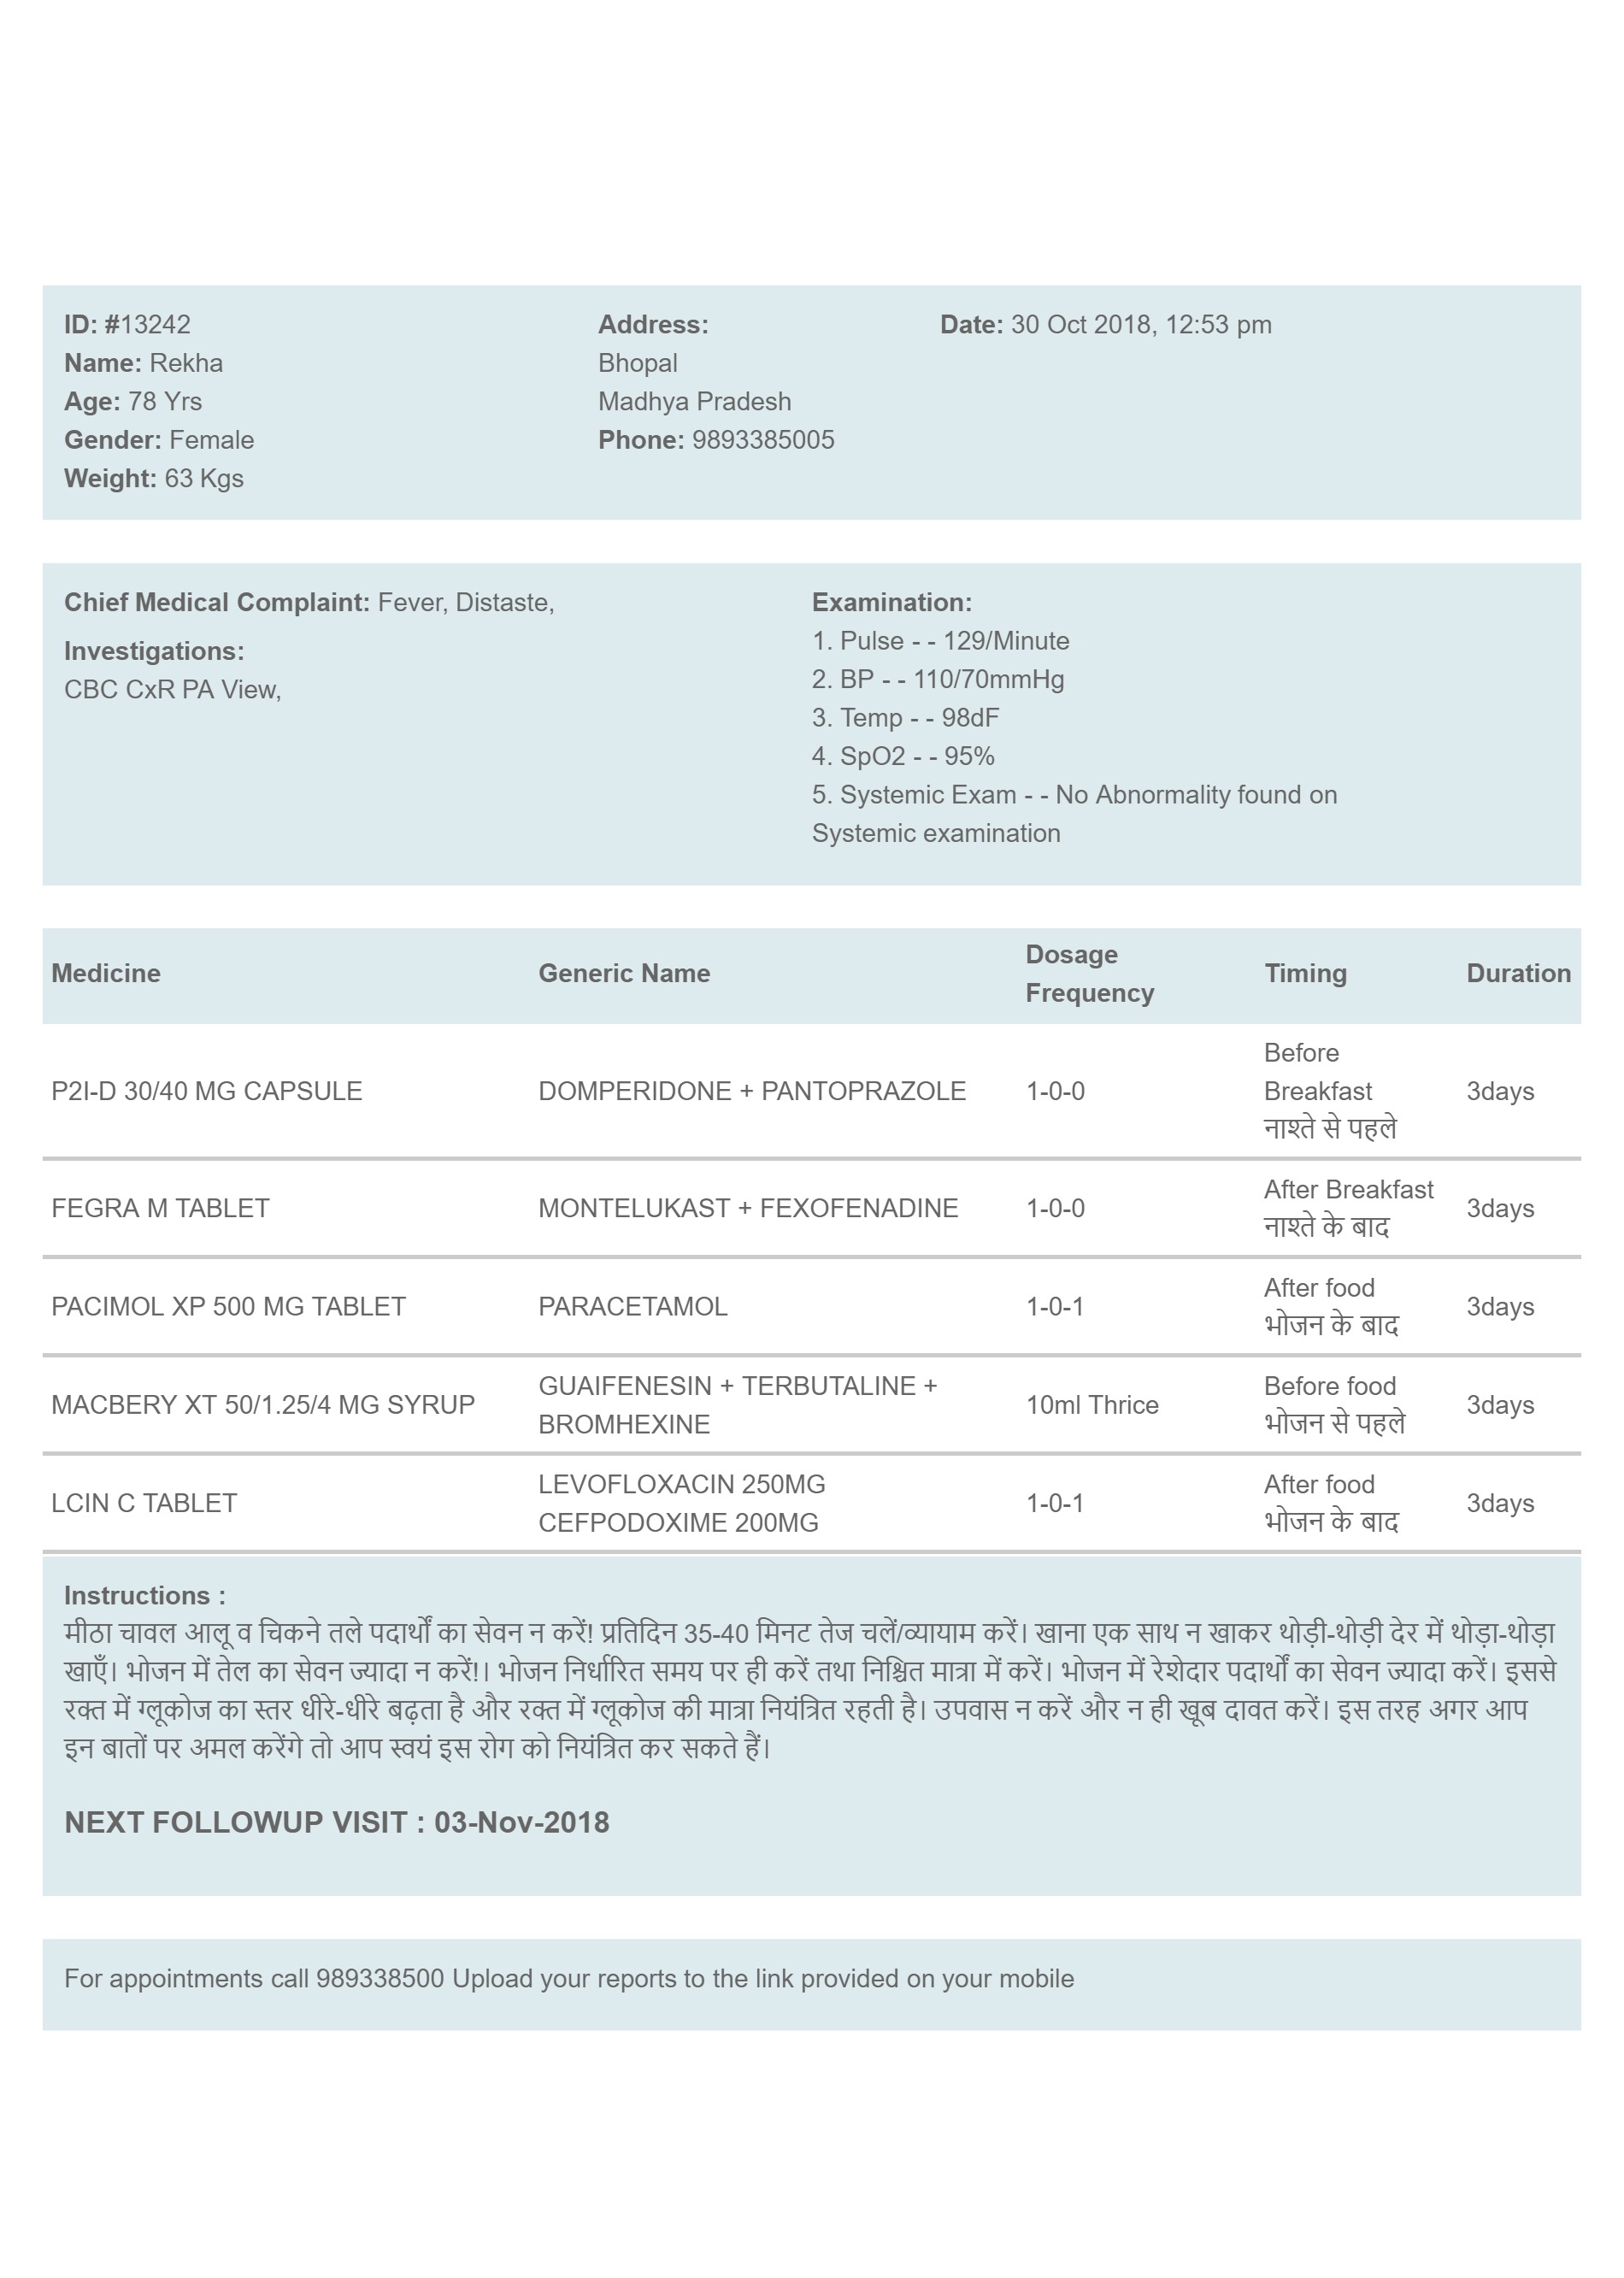 ID: #13242
Name: Rekha
Age: 78 Yrs
Gender: Female
Weight: 63 Kgs
Address:
Bhopal
Madhya Pradesh
Phone: 9893385005
Date: 30 Oct 2018, 12:53 pm
Chief Medical Complaint: Fever, Distaste,
Investigations:
CBC CxR PA View,
Examination:
1. Pulse - - 129/Minute
2. BP - - 110/70mmHg
3. Temp - - 98dF
4. SpO2 - - 95%
5. Systemic Exam - - No Abnormality found on
Systemic examination
Medicine
Generic Name
Dosage
Frequency
Timing
Duration
P2I-D 30/40 MG CAPSULE
DOMPERIDONE + PANTOPRAZOLE
1-0-0
Before
Breakfast
नाश्ते से पहले
3days
FEGRA M TABLET
MONTELUKAST + FEXOFENADINE
1-0-0
After Breakfast
नाश्ते के बाद
3days
PACIMOL XP 500 MG TABLET
PARACETAMOL
1-0-1
After food
भोजन के बाद
3days
MACBERY XT 50/1.25/4 MG SYRUP
GUAIFENESIN + TERBUTALINE +
BROMHEXINE
10ml Thrice
Before food
भोजन से पहले
3days
LCIN C TABLET
LEVOFLOXACIN 250MG
CEFPODOXIME 200MG
1-0-1
After food
भोजन के बाद
3days
Instructions :
मीठा चावल आलू व चिकने तले पदार्थों का सेवन न करें! प्रतिदिन 35-40 मिनट तेज चलें/व्यायाम करें। खाना एक साथ न खाकर थोड़ी-थोड़ी देर में थोड़ा-थोड़ा
खाएँ। भोजन में तेल का सेवन ज्यादा न करें!। भोजन निर्धारित समय पर ही करें तथा निश्चित मात्रा में करें। भोजन में रेशेदार पदार्थों का सेवन ज्यादा करें। इससे
रक्त में ग्लूकोज का स्तर धीरे-धीरे बढ़ता है और रक्त में ग्लूकोज की मात्रा नियंत्रित रहती है। उपवास न करें और न ही खूब दावत करें। इस तरह अगर आप
इन बातों पर अमल करेंगे तो आप स्वयं इस रोग को नियंत्रित कर सकते हैं।
NEXT FOLLOWUP VISIT : 03-Nov-2018
For appointments call 989338500 Upload your reports to the link provided on your mobile